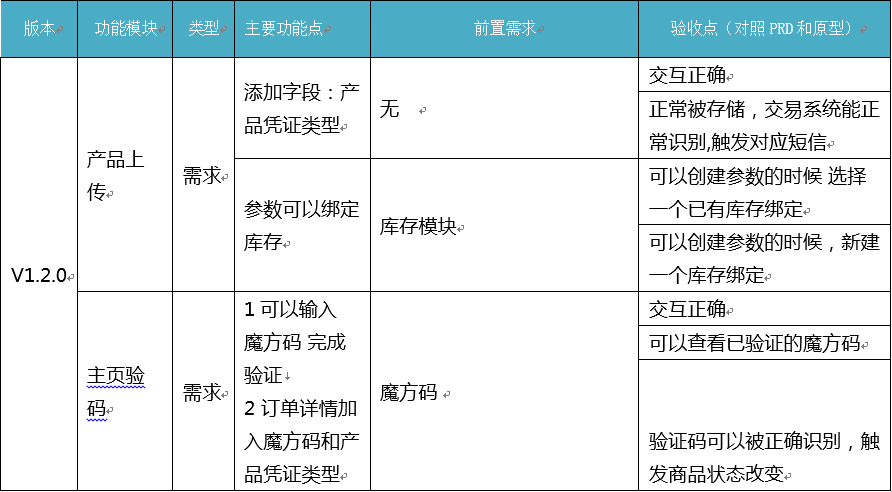 版本 功能模块 类型 主要功能点 前置需求 验收点（对照 PRD 和原型）
V1.2.0
产品上
传
需求
添加字段：产
品凭证类型
无
交互正确
正常被存储，交易系统能正
常识别,触发对应短信
参数可以绑定
库存
库存模块
可以创建参数的时候 选择
一个已有库存绑定
可以创建参数的时候，新建
一个库存绑定
主页验
码
需求
1 可以输入
魔方码 完成
验证
2 订单详情加
入魔方码和产
品凭证类型
魔方码
交互正确
可以查看已验证的魔方码
验证码可以被正确识别，触
发商品状态改变